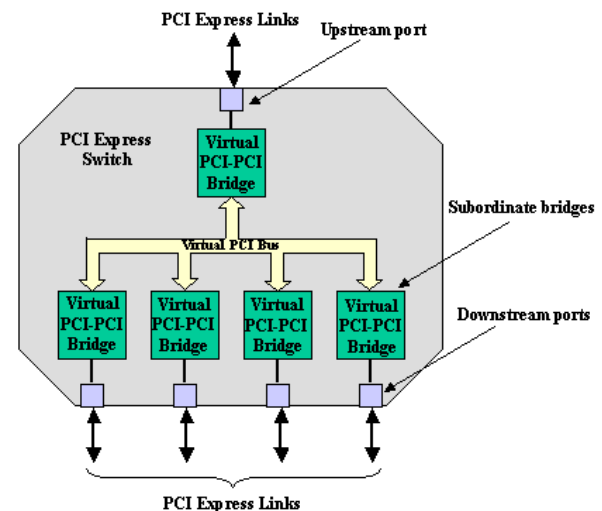 PCI Express Links
Upstream port
PCI Express
Switch
Virtual
PCI-PCI
Bridge
Subordinate bridges
Virtual PCI Bus
Virtual
PCI-PCI
Bridge
Virtual
PCI-PCI
Bridge
Virtual
PCI-PCI
Bridge
Virtual
PCI-PCI
Bridge
Downstream ports
PCI Express Links